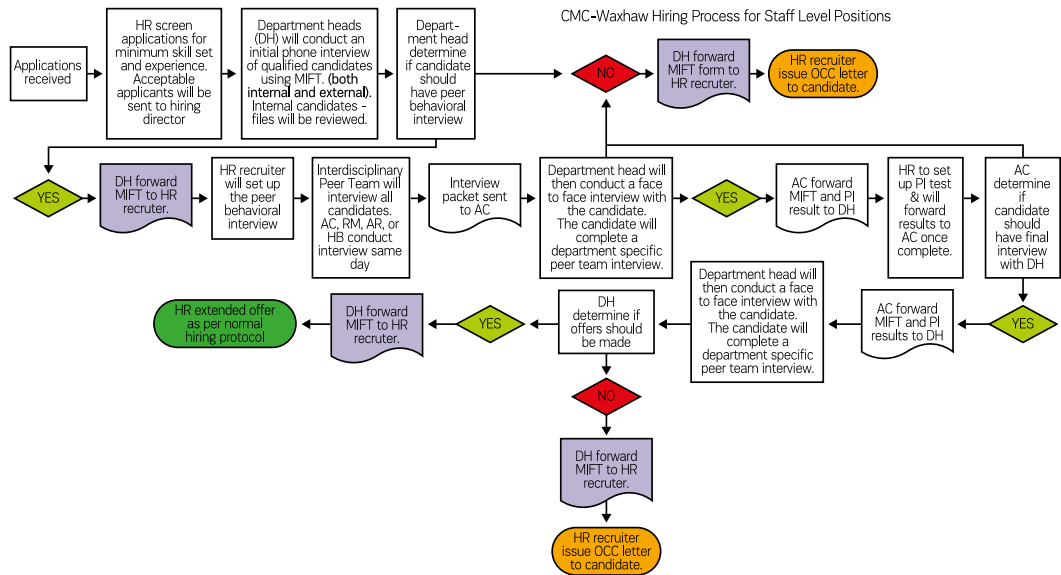 CMC-Waxhaw Hiring Process for Staff Level Positions
Applications
received
HR screen
applications for
minimum skill set
and experience.
Acceptable
applicants will be
sent to hiring
director
Department heads
(DH) will conduct an
initial phone interview
of qualified candidates
using MIFT. (both
internal and external).
Internal candidates -
files will be reviewed.
Depart-
ment head
determine
if candidate
should
have peer
behavioral
interview
NO
DH forward
MIFT form to
HR recruter.
HR recruiter
issue OCC letter
to candidate.
YES
DH forward
MIFT to HR
recruter.
HR recruiter
will set up
the peer
behavioral
interview
Interdisciplinary
Peer Team will
interview all
candidates.
AC, RM, AR, or
HB conduct
interview same
day
Interview
packet sent
to AC
Department head will
then conduct a face
to face interview with
the candidate.
The candidate will
complete a
department specific
peer team interview.
YES
AC forward
MIFT and PI
result to DH
HR to set
up PI test
& will
forward
results to
AC once
complete.
AC
determine
if
candidate
should
have final
interview
with DH
HR extended offer
as per normal
hiring protocol
DH forward
MIFT to HR
recruter.
YES
DH
determine if
offers should
be made
Department head will
then conduct a face
to face interview with
the candidate.
The candidate will
complete a
department specific
peer team interview.
AC forward
MIFT and PI
results to DH
YES
NO
DH forward
MIFT to HR
recruter.
HR recruiter
issue OCC letter
to candidate.